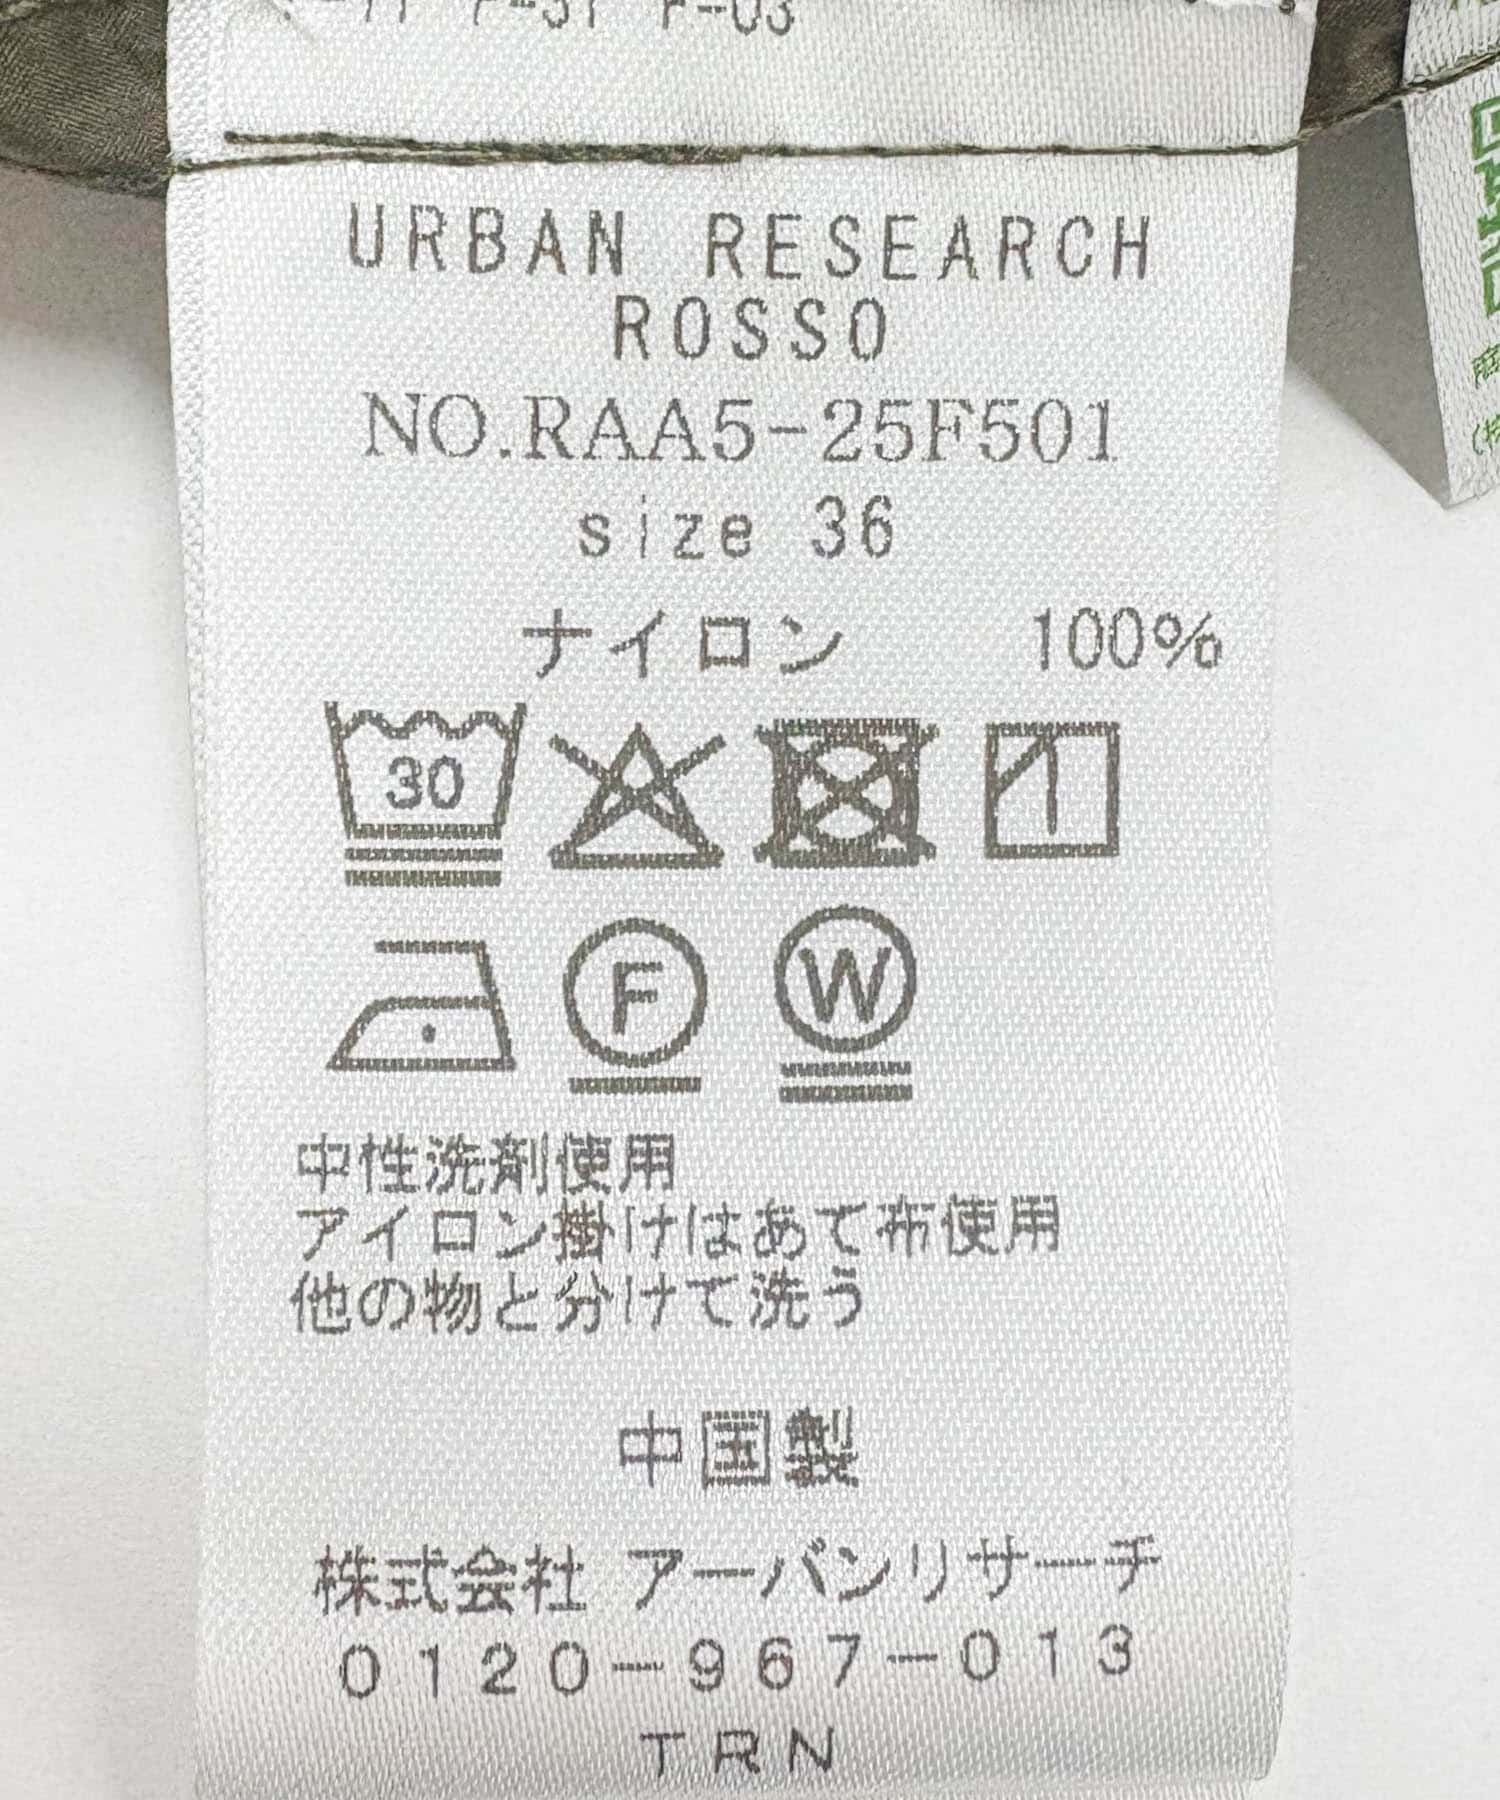 URBAN RESEARCH
ROSSO
NO.RAA5-25F501
size 36
ナイロン 100%
30
F
W
中性洗剤使用
アイロン掛けはあて布使用
他の物と分けて洗う
中国製
株式会社 アーバンリサーチ
0120-967-013
TRN